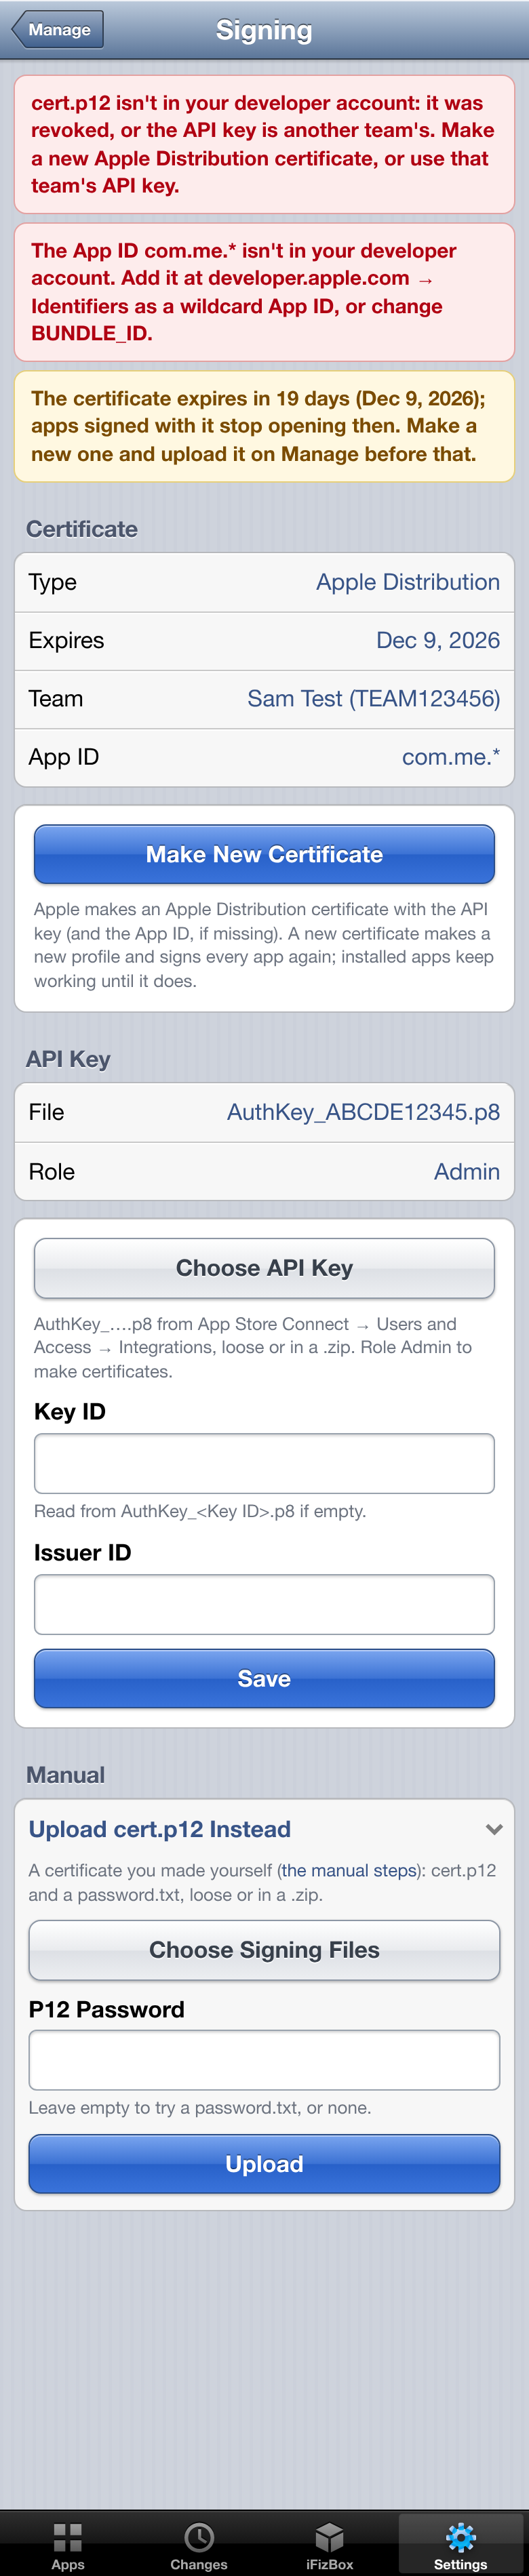 Manage
Signing
cert.p12 isn't in your developer account: it was
revoked, or the API key is another team's. Make
a new Apple Distribution certificate, or use that
team's API key.
The App ID com.me.* isn't in your developer
account. Add it at developer.apple.com →
Identifiers as a wildcard App ID, or change
BUNDLE_ID.
The certificate expires in 19 days (Dec 9, 2026);
apps signed with it stop opening then. Make a
new one and upload it on Manage before that.
Certificate
Type Apple Distribution
Expires Dec 9, 2026
Team Sam Test (TEAM123456)
App ID com.me.*
Make New Certificate
Apple makes an Apple Distribution certificate with the API
key (and the App ID, if missing). A new certificate makes a
new profile and signs every app again; installed apps keep
working until it does.
API Key
File AuthKey_ABCDE12345.p8
Role Admin
Choose API Key
AuthKey_….p8 from App Store Connect → Users and
Access → Integrations, loose or in a .zip. Role Admin to
make certificates.
Key ID
Read from AuthKey_<Key ID>.p8 if empty.
Issuer ID
Save
Manual
Upload cert.p12 Instead
A certificate you made yourself (the manual steps): cert.p12
and a password.txt, loose or in a .zip.
Choose Signing Files
P12 Password
Leave empty to try a password.txt, or none.
Upload
Apps Changes iFizBox Settings